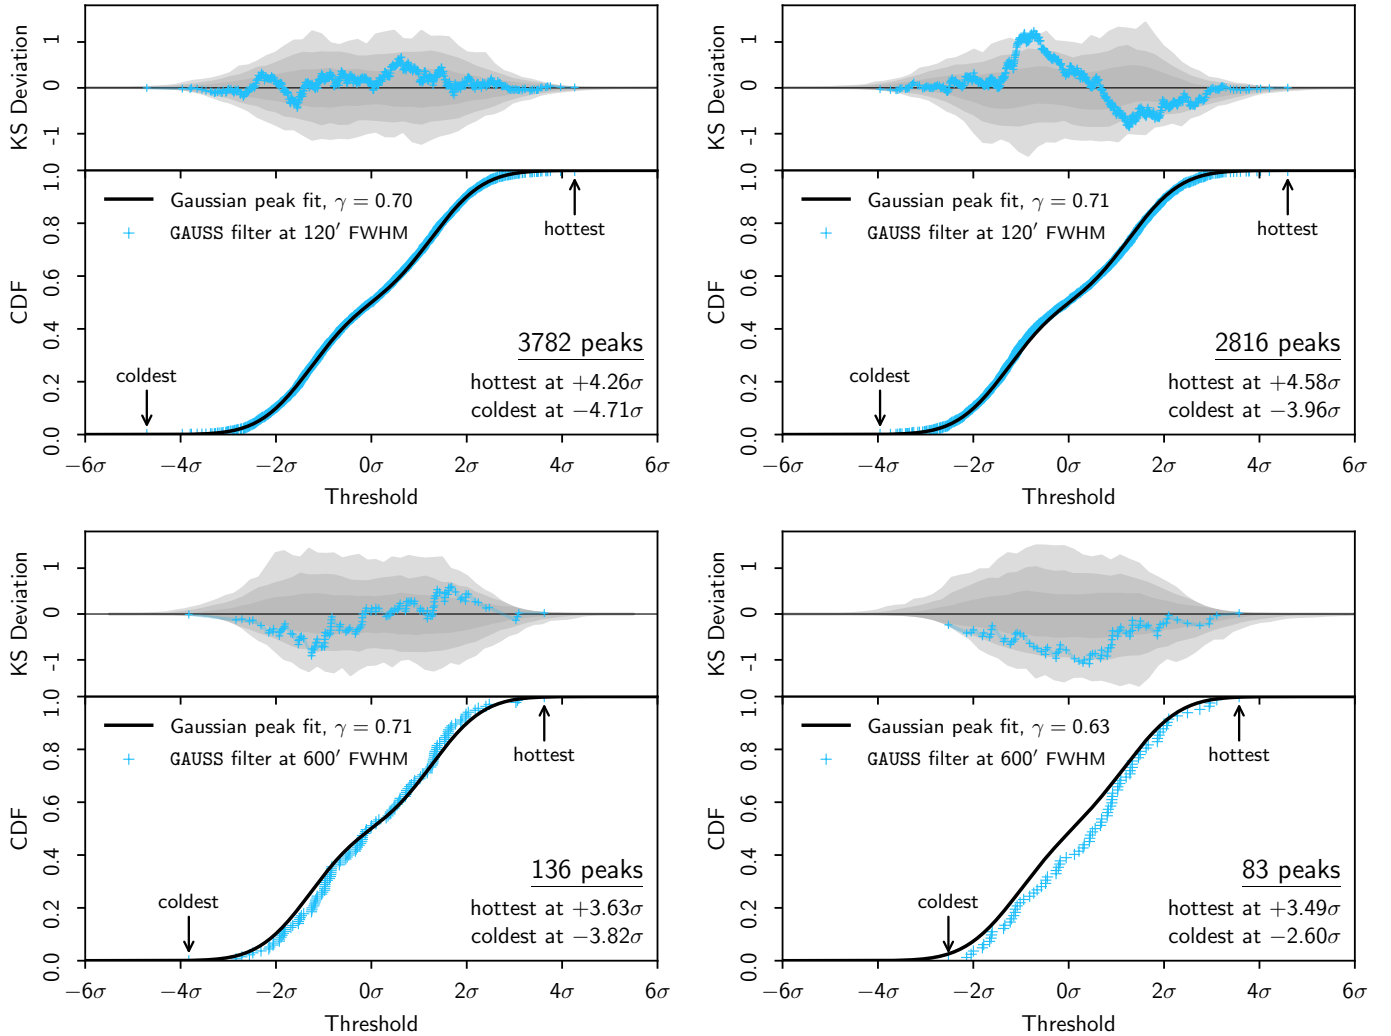 KS Deviation
1
0
-1
CDF
1.0
0.8
0.6
0.4
0.2
0.0
Gaussian peak fit, γ = 0.70
GAUSS filter at 120′ FWHM
hottest
coldest
3782 peaks
hottest at +4.26σ
coldest at −4.71σ
−6σ −4σ −2σ 0σ 2σ 4σ 6σ
Threshold
KS Deviation
1
0
-1
CDF
1.0
0.8
0.6
0.4
0.2
0.0
Gaussian peak fit, γ = 0.71
GAUSS filter at 120′ FWHM
hottest
coldest
2816 peaks
hottest at +4.58σ
coldest at −3.96σ
−6σ −4σ −2σ 0σ 2σ 4σ 6σ
Threshold
KS Deviation
1
0
-1
CDF
1.0
0.8
0.6
0.4
0.2
0.0
Gaussian peak fit, γ = 0.71
GAUSS filter at 600′ FWHM
hottest
136 peaks
coldest
hottest at +3.63σ
coldest at −3.82σ
−6σ −4σ −2σ 0σ 2σ 4σ 6σ
Threshold
KS Deviation
1
0
-1
CDF
1.0
0.8
0.6
0.4
0.2
0.0
Gaussian peak fit, γ = 0.63
GAUSS filter at 600′ FWHM
hottest
83 peaks
coldest
hottest at +3.49σ
coldest at −2.60σ
−6σ −4σ −2σ 0σ 2σ 4σ 6σ
Threshold